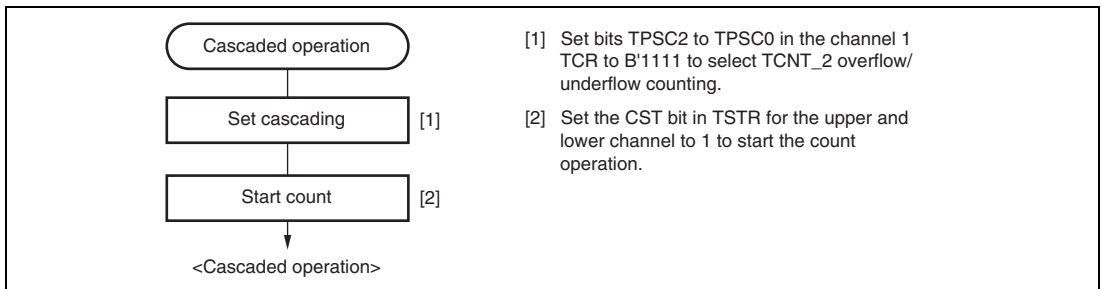 Cascaded operation
Set cascading
[1]
Start count
[2]
<Cascaded operation>
[1] Set bits TPSC2 to TPSC0 in the channel 1
TCR to B'1111 to select TCNT_2 overflow/
underflow counting.
[2] Set the CST bit in TSTR for the upper and
lower channel to 1 to start the count
operation.